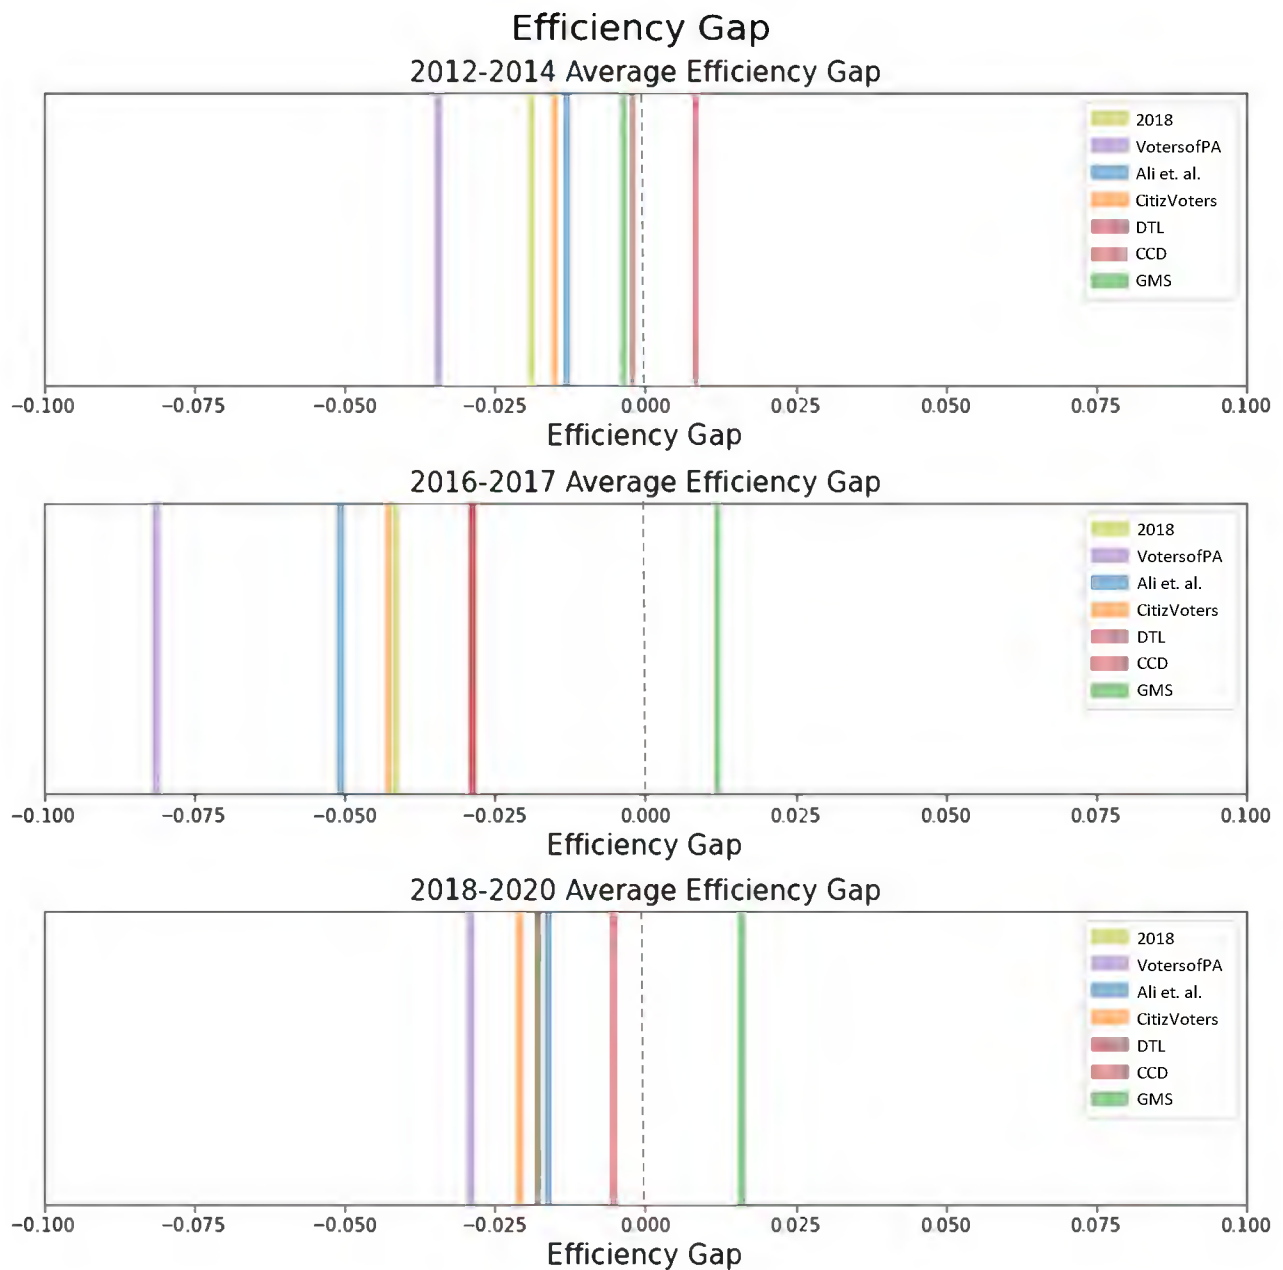 Efficiency Gap
2012-2014 Average Efficiency Gap
2018
VotersofPA
Ali et. al.
CitizVoters
DTL
CCD
GMS
−0.100 −0.075 −0.050 −0.025 0.000 0.025 0.050 0.075 0.100
Efficiency Gap
2016-2017 Average Efficiency Gap
2018
VotersofPA
Ali et. al.
CitizVoters
DTL
CCD
GMS
−0.100 −0.075 −0.050 −0.025 0.000 0.025 0.050 0.075 0.100
Efficiency Gap
2018-2020 Average Efficiency Gap
2018
VotersofPA
Ali et. al.
CitizVoters
DTL
CCD
GMS
−0.100 −0.075 −0.050 −0.025 0.000 0.025 0.050 0.075 0.100
Efficiency Gap